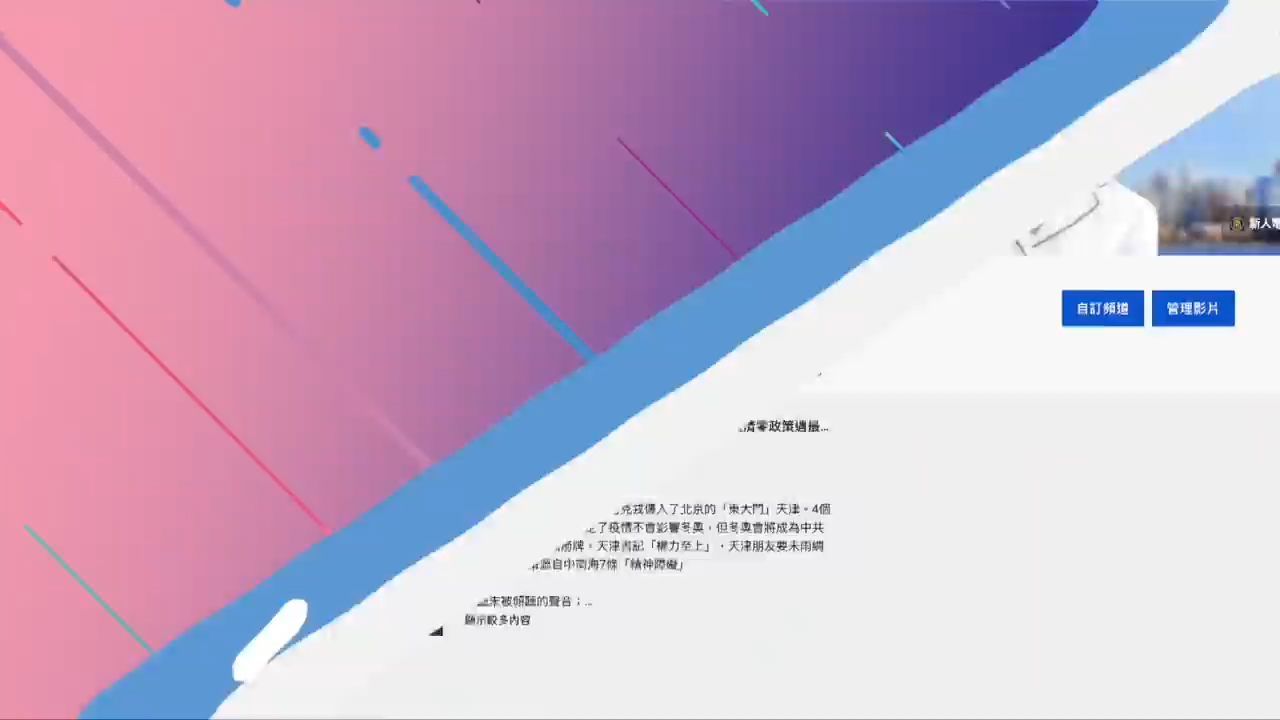 新人電
自訂頻道
管理影片
清零政策遇最...
克戎傳入了北京的「東大門」天津。4個
了疫情不會影響冬奧，但冬奧會將成為中共
箭牌。天津書記「權力至上」，天津朋友要未雨綢
源自中南海7條「精神障礙」
未被傾聽的聲音；...
顯示較多內容